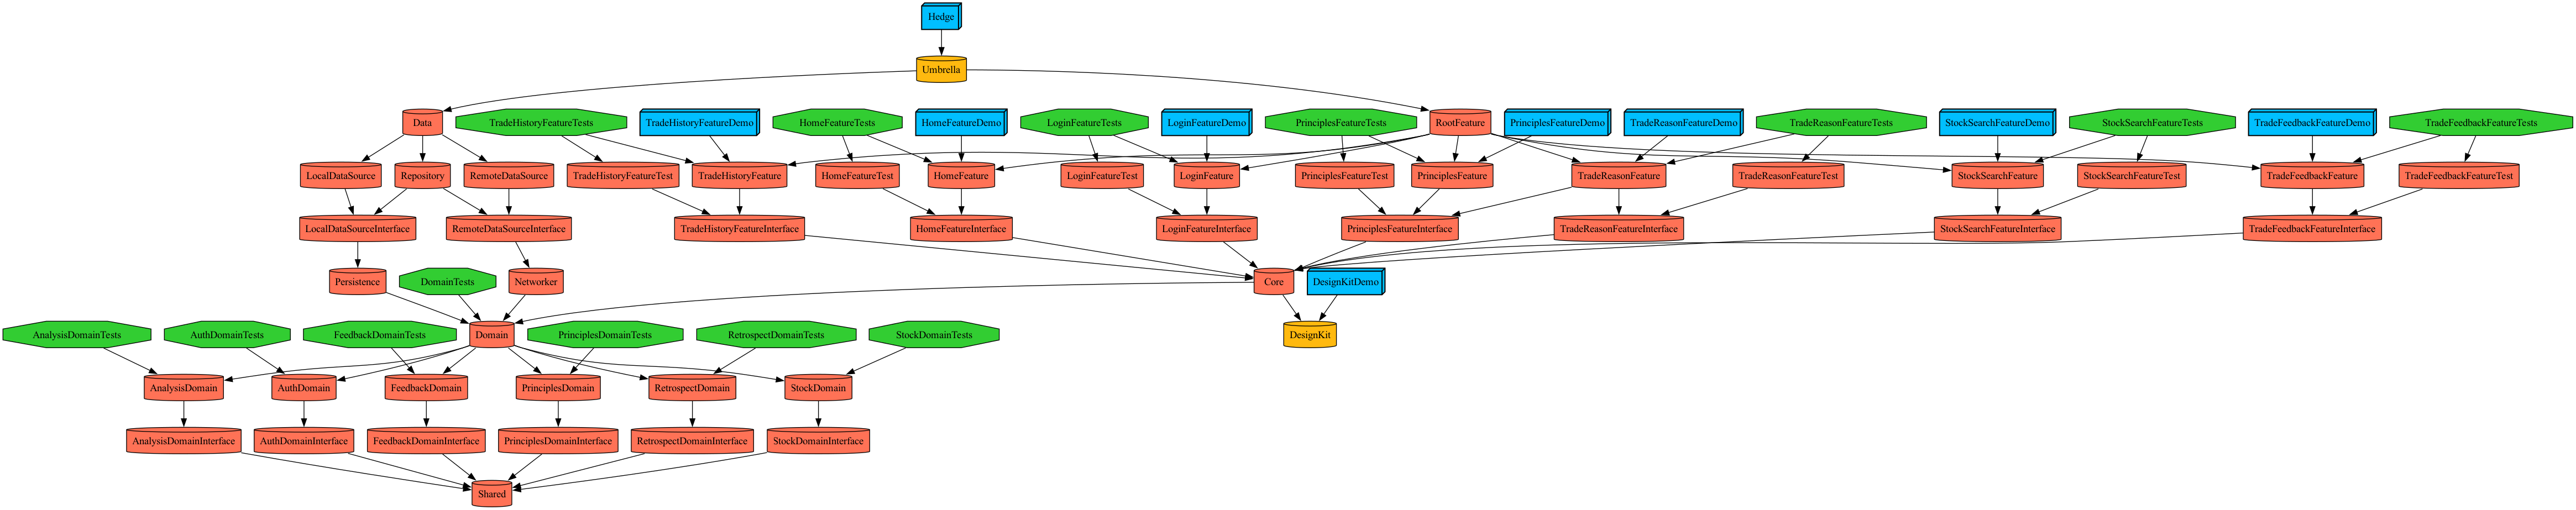 Hedge
Umbrella
Data
TradeHistoryFeatureTests
TradeHistoryFeatureDemo
HomeFeatureTests
HomeFeatureDemo
LoginFeatureTests
LoginFeatureDemo
PrinciplesFeatureTests
RootFeature
PrinciplesFeatureDemo
TradeReasonFeatureDemo
TradeReasonFeatureTests
StockSearchFeatureDemo
StockSearchFeatureTests
TradeFeedbackFeatureDemo
TradeFeedbackFeatureTests
LocalDataSource
Repository
RemoteDataSource
TradeHistoryFeatureTest
TradeHistoryFeature
HomeFeatureTest
HomeFeature
LoginFeatureTest
LoginFeature
PrinciplesFeatureTest
PrinciplesFeature
TradeReasonFeature
TradeReasonFeatureTest
StockSearchFeature
StockSearchFeatureTest
TradeFeedbackFeature
TradeFeedbackFeatureTest
LocalDataSourceInterface
RemoteDataSourceInterface
TradeHistoryFeatureInterface
HomeFeatureInterface
LoginFeatureInterface
PrinciplesFeatureInterface
TradeReasonFeatureInterface
StockSearchFeatureInterface
TradeFeedbackFeatureInterface
Persistence
DomainTests
Networker
Core
DesignKitDemo
AnalysisDomainTests
AuthDomainTests
FeedbackDomainTests
Domain
PrinciplesDomainTests
RetrospectDomainTests
StockDomainTests
DesignKit
AnalysisDomain
AuthDomain
FeedbackDomain
PrinciplesDomain
RetrospectDomain
StockDomain
AnalysisDomainInterface
AuthDomainInterface
FeedbackDomainInterface
PrinciplesDomainInterface
RetrospectDomainInterface
StockDomainInterface
Shared